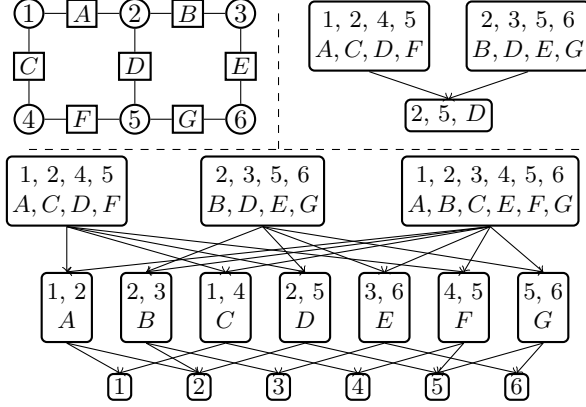 1 A 2 B 3
C D E
4 F 5 G 6
1, 2, 4, 5
A, C, D, F
2, 3, 5, 6
B, D, E, G
2, 5, D
1, 2, 4, 5
A, C, D, F
2, 3, 5, 6
B, D, E, G
1, 2, 3, 4, 5, 6
A, B, C, E, F, G
1, 2
A
2, 3
B
1, 4
C
2, 5
D
3, 6
E
4, 5
F
5, 6
G
1 2 3 4 5 6